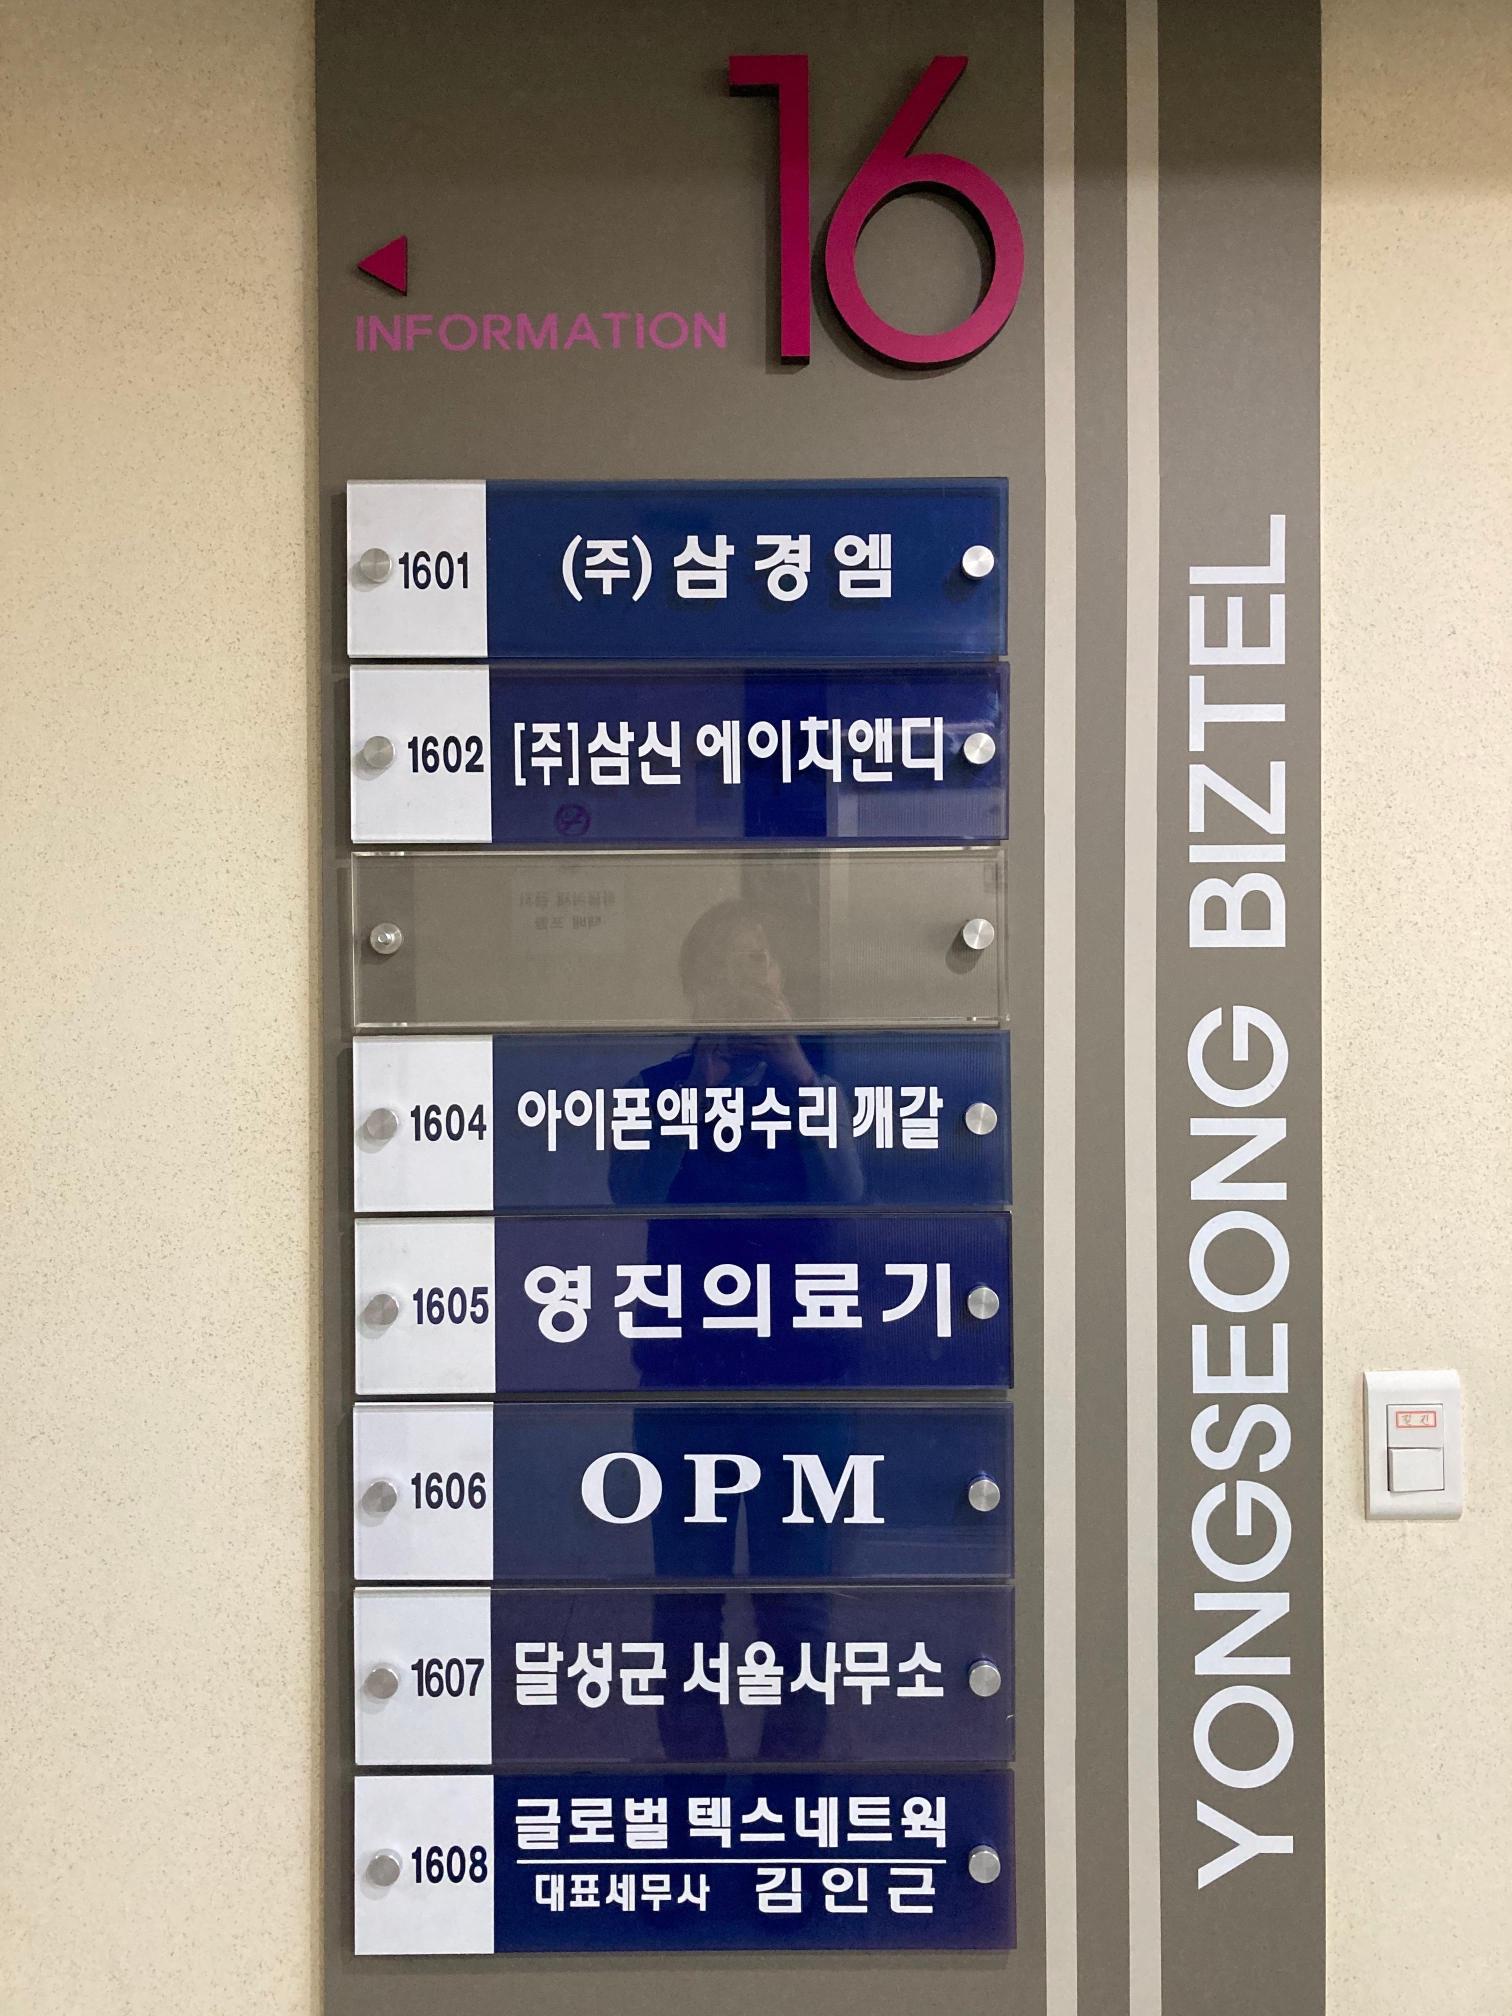 16
INFORMATION
1601 (주) 삼경엠
1602 [주]삼신 에이치앤디
1604 아이폰액정수리 깨갈
1605 영진의료기
1606 OPM
1607 달성군 서울사무소
1608 글로벌 텍스네트웍
대표세무사 김인근
YONGSEONG BIZTEL